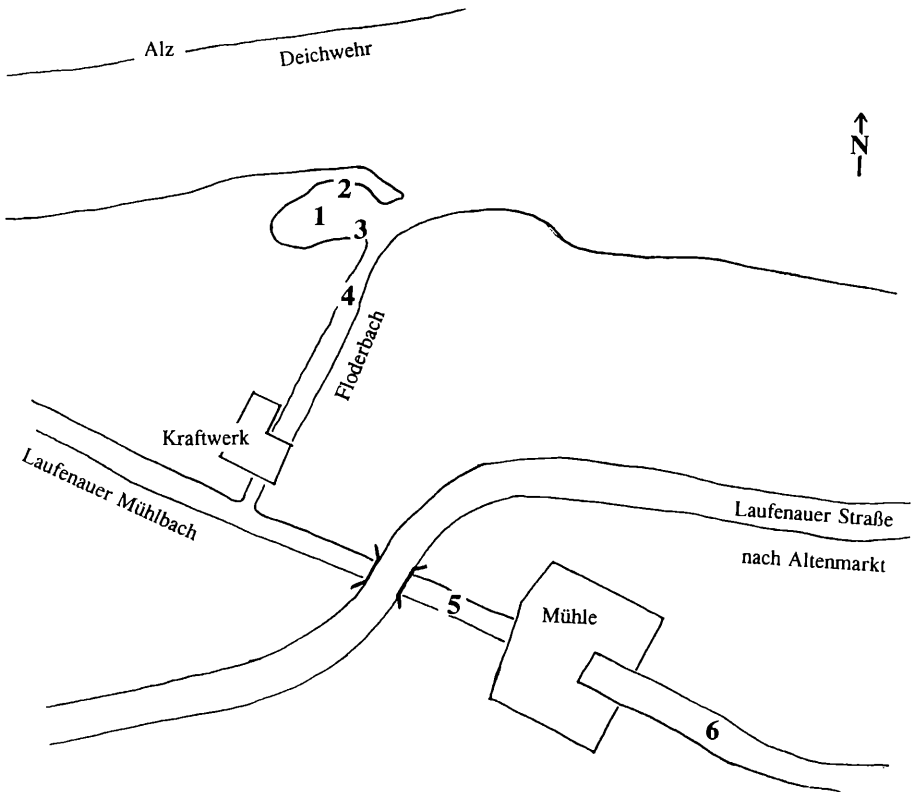 Alz
Deichwehr
N
2
1
3
4
Floderbach
Kraftwerk
Laufenauer Mühlbach
Laufenauer Straße
nach Altenmarkt
5
Mühle
6